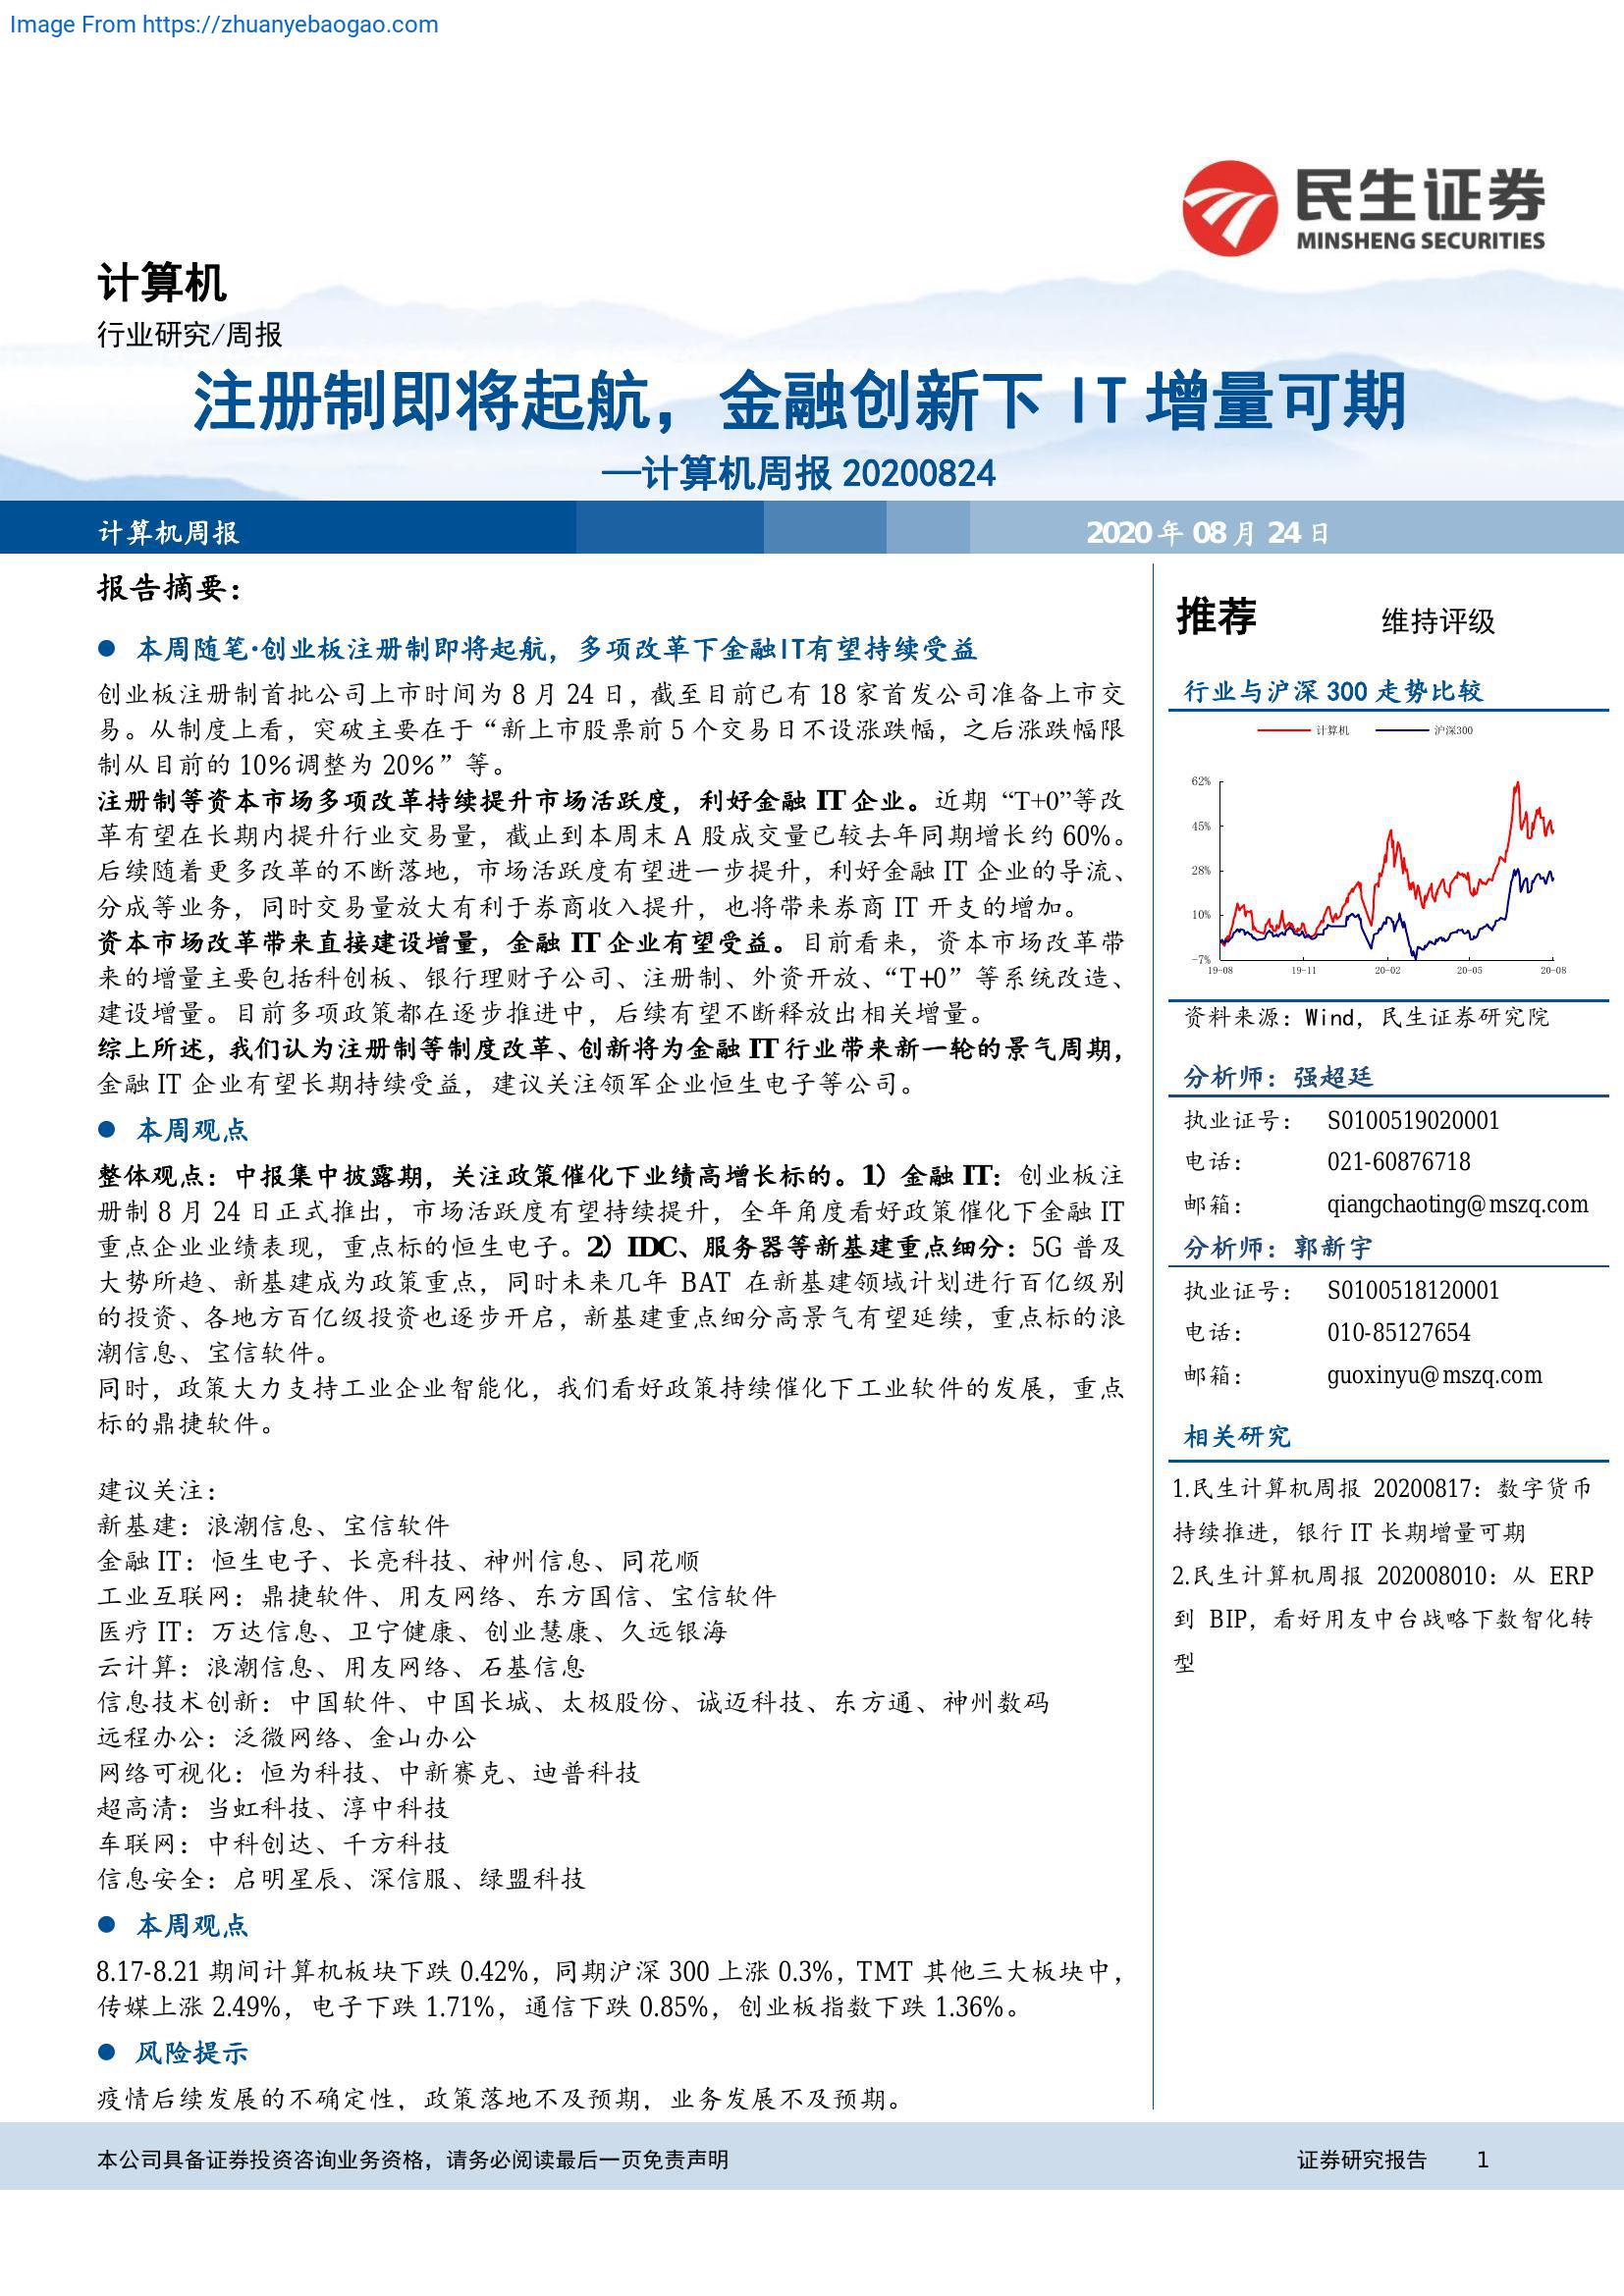 Image From https://zhuanyebaogao.com
民生证券
MINSHENG SECURITIES
计算机
行业研究/周报
注册制即将起航，金融创新下 IT 增量可期
—计算机周报 20200824
计算机周报
2020 年 08 月 24 日
报告摘要：
● 本周随笔·创业板注册制即将起航，多项改革下金融IT有望持续受益
创业板注册制首批公司上市时间为 8 月 24 日，截至目前已有 18 家首发公司准备上市交
易。从制度上看，突破主要在于“新上市股票前 5 个交易日不设涨跌幅，之后涨跌幅限
制从目前的 10%调整为 20%”等。
注册制等资本市场多项改革持续提升市场活跃度，利好金融 IT 企业。近期 “T+0”等改
革有望在长期内提升行业交易量，截止到本周末 A 股成交量已较去年同期增长约 60%。
后续随着更多改革的不断落地，市场活跃度有望进一步提升，利好金融 IT 企业的导流、
分成等业务，同时交易量放大有利于券商收入提升，也将带来券商 IT 开支的增加。
资本市场改革带来直接建设增量，金融 IT 企业有望受益。目前看来，资本市场改革带
来的增量主要包括科创板、银行理财子公司、注册制、外资开放、“T+0” 等系统改造、
建设增量。目前多项政策都在逐步推进中，后续有望不断释放出相关增量。
综上所述，我们认为注册制等制度改革、创新将为金融 IT 行业带来新一轮的景气周期，
金融 IT 企业有望长期持续受益，建议关注领军企业恒生电子等公司。
● 本周观点
整体观点：中报集中披露期，关注政策催化下业绩高增长标的。1）金融 IT：创业板注
册制 8 月 24 日正式推出，市场活跃度有望持续提升，全年角度看好政策催化下金融 IT
重点企业业绩表现，重点标的恒生电子。2）IDC、服务器等新基建重点细分：5G 普及
大势所趋、新基建成为政策重点，同时未来几年 BAT 在新基建领域计划进行百亿级别
的投资、各地方百亿级投资也逐步开启，新基建重点细分高景气有望延续，重点标的浪
潮信息、宝信软件。
同时，政策大力支持工业企业智能化，我们看好政策持续催化下工业软件的发展，重点
标的鼎捷软件。
建议关注：
新基建：浪潮信息、宝信软件
金融 IT：恒生电子、长亮科技、神州信息、同花顺
工业互联网：鼎捷软件、用友网络、东方国信、宝信软件
医疗 IT：万达信息、卫宁健康、创业慧康、久远银海
云计算：浪潮信息、用友网络、石基信息
信息技术创新：中国软件、中国长城、太极股份、诚迈科技、东方通、神州数码
远程办公：泛微网络、金山办公
网络可视化：恒为科技、中新赛克、迪普科技
超高清：当虹科技、淳中科技
车联网：中科创达、千方科技
信息安全：启明星辰、深信服、绿盟科技
● 本周观点
8.17-8.21 期间计算机板块下跌 0.42%，同期沪深 300 上涨 0.3%，TMT 其他三大板块中，
传媒上涨 2.49%，电子下跌 1.71%，通信下跌 0.85%，创业板指数下跌 1.36%。
● 风险提示
疫情后续发展的不确定性，政策落地不及预期，业务发展不及预期。
推荐 维持评级
行业与沪深 300 走势比较
计算机 沪深300
62%
45%
28%
10%
-7%
19-08 19-11 20-02 20-05 20-08
资料来源：Wind，民生证券研究院
分析师：强超廷
执业证号： S0100519020001
电话： 021-60876718
邮箱： qiangchaoting@mszq.com
分析师：郭新宇
执业证号： S0100518120001
电话： 010-85127654
邮箱： guoxinyu@mszq.com
相关研究
1.民生计算机周报 20200817：数字货币
持续推进，银行 IT 长期增量可期
2.民生计算机周报 202008010：从 ERP
到 BIP，看好用友中台战略下数智化转
型
本公司具备证券投资咨询业务资格，请务必阅读最后一页免责声明
证券研究报告 1